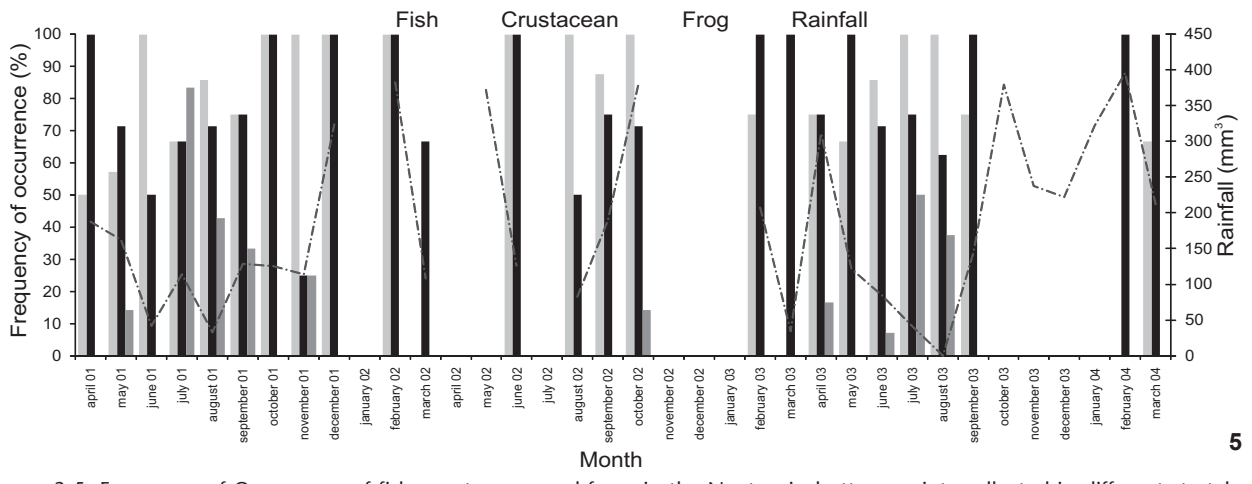 Fish Crustacean Frog Rainfall
Frequency of occurrence (%)
100
90
80
70
60
50
40
30
20
10
0
450
400
350
300
250
200
150
100
50
0
Rainfall (mm³)
april 01
may 01
june 01
july 01
august 01
september 01
october 01
november 01
december 01
january 02
february 02
march 02
april 02
may 02
june 02
july 02
august 02
september 02
october 02
november 02
december 02
january 03
february 03
march 03
april 03
may 03
june 03
july 03
august 03
september 03
october 03
november 03
december 03
january 04
february 04
march 04
Month
5